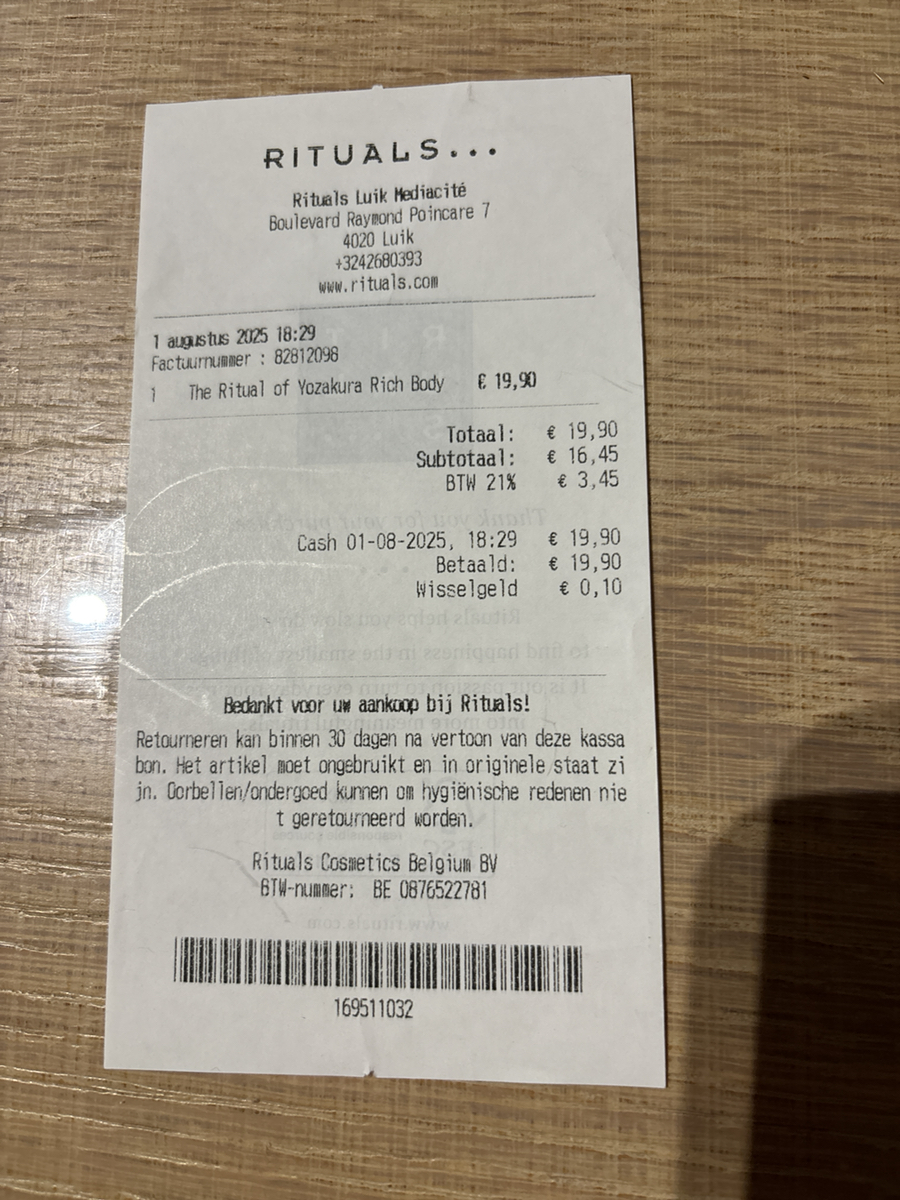 RITUALS...
Rituals Luik Mediacité
Boulevard Raymond Poincare 7
4020 Luik
+3242680393
www.rituals.com
1 augustus 2025 18:29
Factuurnummer : 82812098
1 The Ritual of Yozakura Rich Body € 19,90
Totaal: € 19,90
Subtotaal: € 16,45
BTW 21% € 3,45
Cash 01-08-2025, 18:29 € 19,90
Betaald: € 19,90
Wisselgeld € 0,10
Bedankt voor uw aankoop bij Rituals!
Retourneren kan binnen 30 dagen na vertoon van deze kassa
bon. Het artikel moet ongebruikt en in originele staat zi
jn. Oorbellen/ondergoed kunnen om hygiënische redenen nie
t geretourneerd worden.
Rituals Cosmetics Belgium BV
BTW-nummer: BE 0876522781
169511032